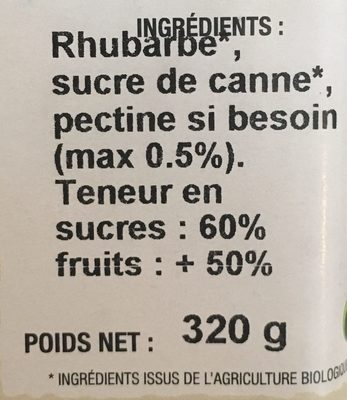 INGRÉDIENTS :
Rhubarbe*,
sucre de canne*,
pectine si besoin
(max 0.5%).
Teneur en
sucres : 60%
fruits : + 50%
POIDS NET : 320 g
* INGRÉDIENTS ISSUS DE L'AGRICULTURE